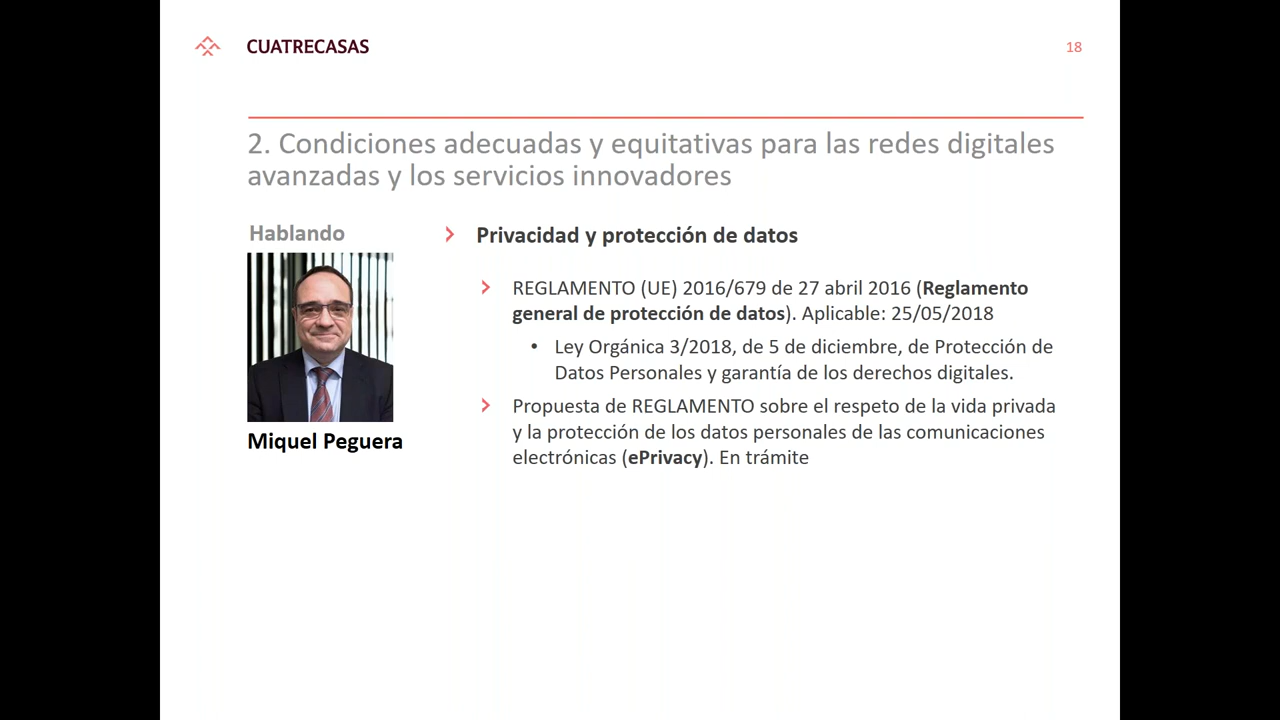 CUATRECASAS
18
2. Condiciones adecuadas y equitativas para las redes digitales
avanzadas y los servicios innovadores
Hablando
Miquel Peguera
Privacidad y protección de datos
REGLAMENTO (UE) 2016/679 de 27 abril 2016 (Reglamento
general de protección de datos). Aplicable: 25/05/2018
• Ley Orgánica 3/2018, de 5 de diciembre, de Protección de
Datos Personales y garantía de los derechos digitales.
Propuesta de REGLAMENTO sobre el respeto de la vida privada
y la protección de los datos personales de las comunicaciones
electrónicas (ePrivacy). En trámite